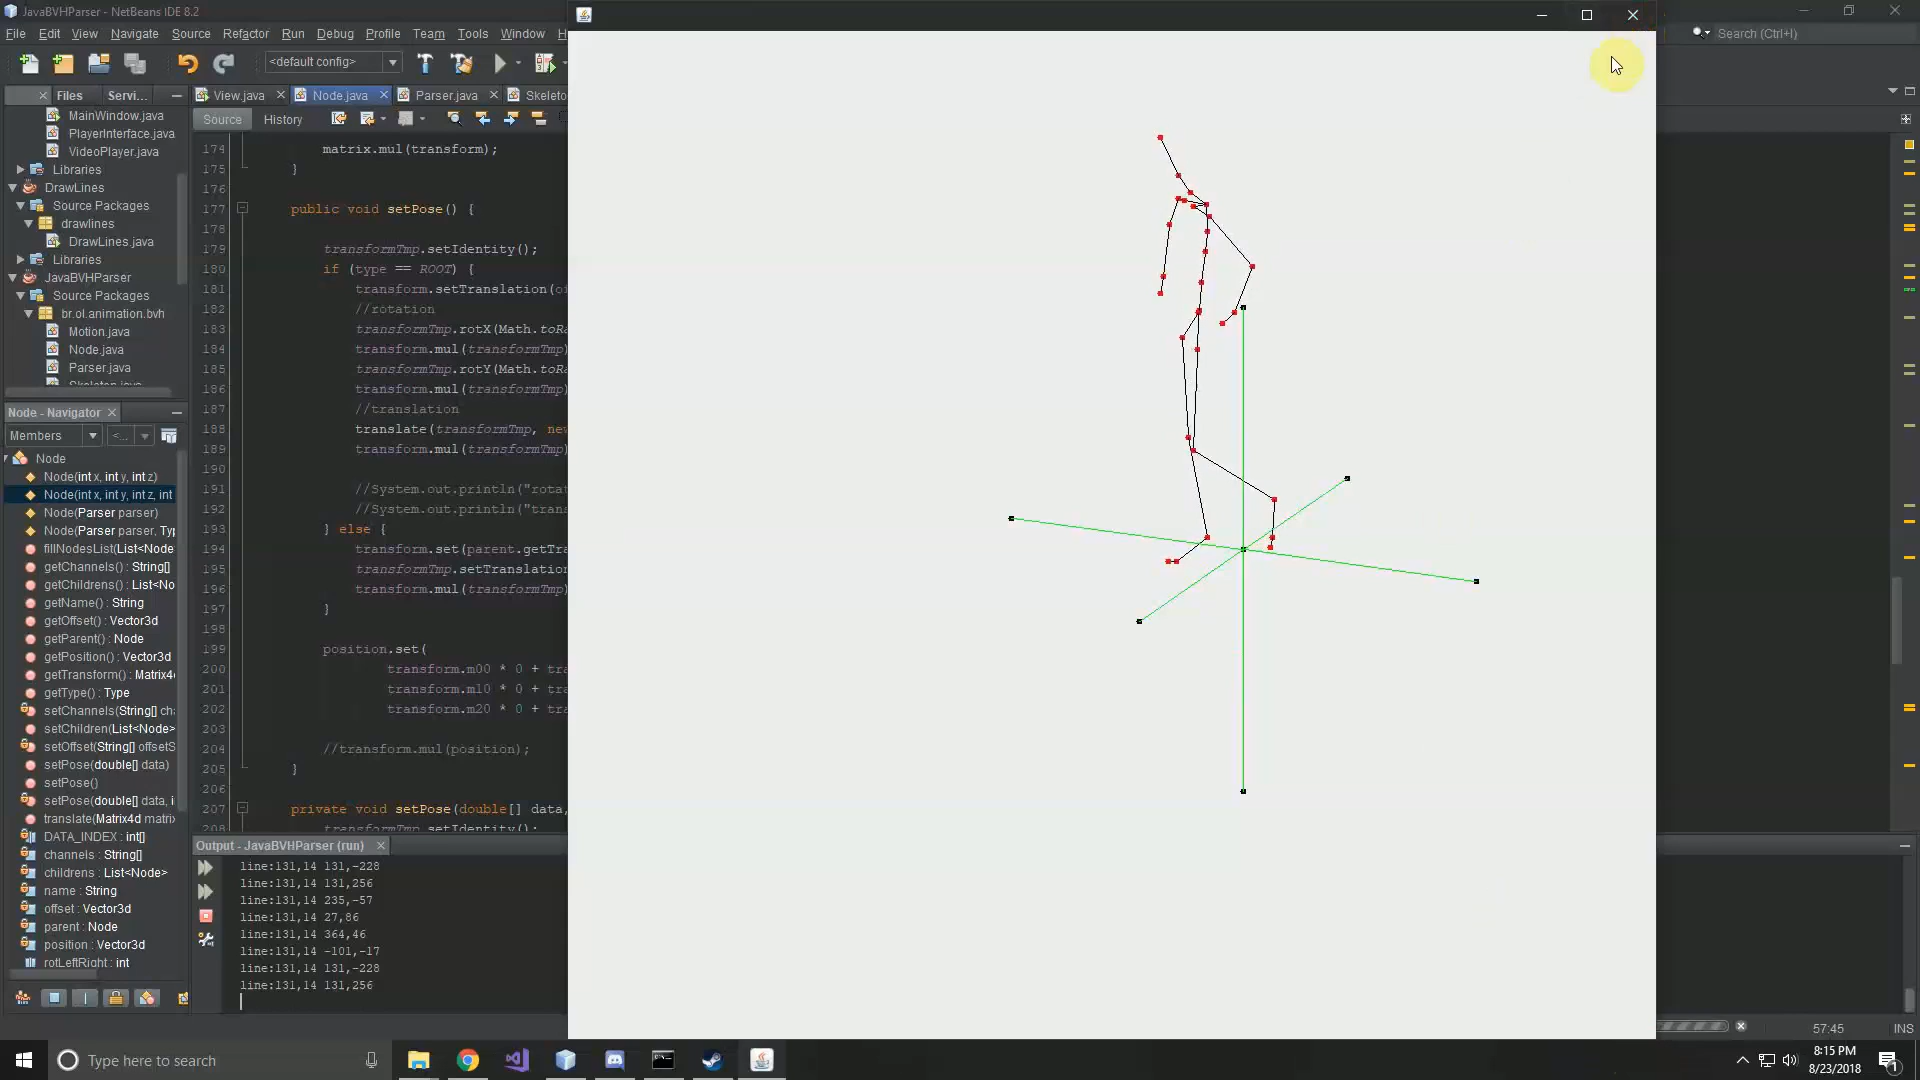 JavaBVHParser - NetBeans IDE 8.2
File Edit View Navigate Source Refactor Run Debug Profile Team Tools Window H
Search (Ctrl+I)
<default config>
Files Servi...
View.java Node.java Parser.java Skeleto
Source History
MainWindow.java
PlayerInterface.java
VideoPlayer.java
Libraries
DrawLines
Source Packages
drawlines
DrawLines.java
Libraries
JavaBVHParser
Source Packages
br.ol.animation.bvh
Motion.java
Node.java
Parser.java
Skeleton.java
Node - Navigator
Members <...
Node
Node(int x, int y, int z)
Node(int x, int y, int z, int
Node(Parser parser)
Node(Parser parser, Typ
fillNodesList(List<Node
getChannels() : String[]
getChildrens() : List<No
getName() : String
getOffset() : Vector3d
getParent() : Node
getPosition() : Vector3d
getTransform() : Matrix4
getType() : Type
setChannels(String[] cha
setChildren(List<Node>
setOffset(String[] offsetS
setPose(double[] data)
setPose()
setPose(double[] data, i
translate(Matrix4d matri
DATA_INDEX : int[]
channels : String[]
childrens : List<Node>
name : String
offset : Vector3d
parent : Node
position : Vector3d
rotLeftRight : int
174 matrix.mul(transform);
175 }
176
177 public void setPose() {
178
179 transformTmp.setIdentity();
180 if (type == ROOT) {
181 transform.setTranslation(o
182 //rotation
183 transformTmp.rotX(Math.toRa
184 transform.mul(transformTmp)
185 transformTmp.rotY(Math.toRa
186 transform.mul(transformTmp)
187 //translation
188 translate(transformTmp, new
189 transform.mul(transformTmp)
190
191 //System.out.println("rota
192 //System.out.println("trans
193 } else {
194 transform.set(parent.getTra
195 transformTmp.setTranslation
196 transform.mul(transformTmp)
197 }
198
199 position.set(
200 transform.m00 * 0 + tra
201 transform.m10 * 0 + tra
202 transform.m20 * 0 + tra
203
204 //transform.mul(position);
205 }
206
207 private void setPose(double[] data,
208 transformTmp.setIdentity();
Output - JavaBVHParser (run)
line:131,14 131,-228
line:131,14 131,256
line:131,14 235,-57
line:131,14 27,86
line:131,14 364,46
line:131,14 -101,-17
line:131,14 131,-228
line:131,14 131,256
57:45 INS
Type here to search
8:15 PM
8/23/2018
1